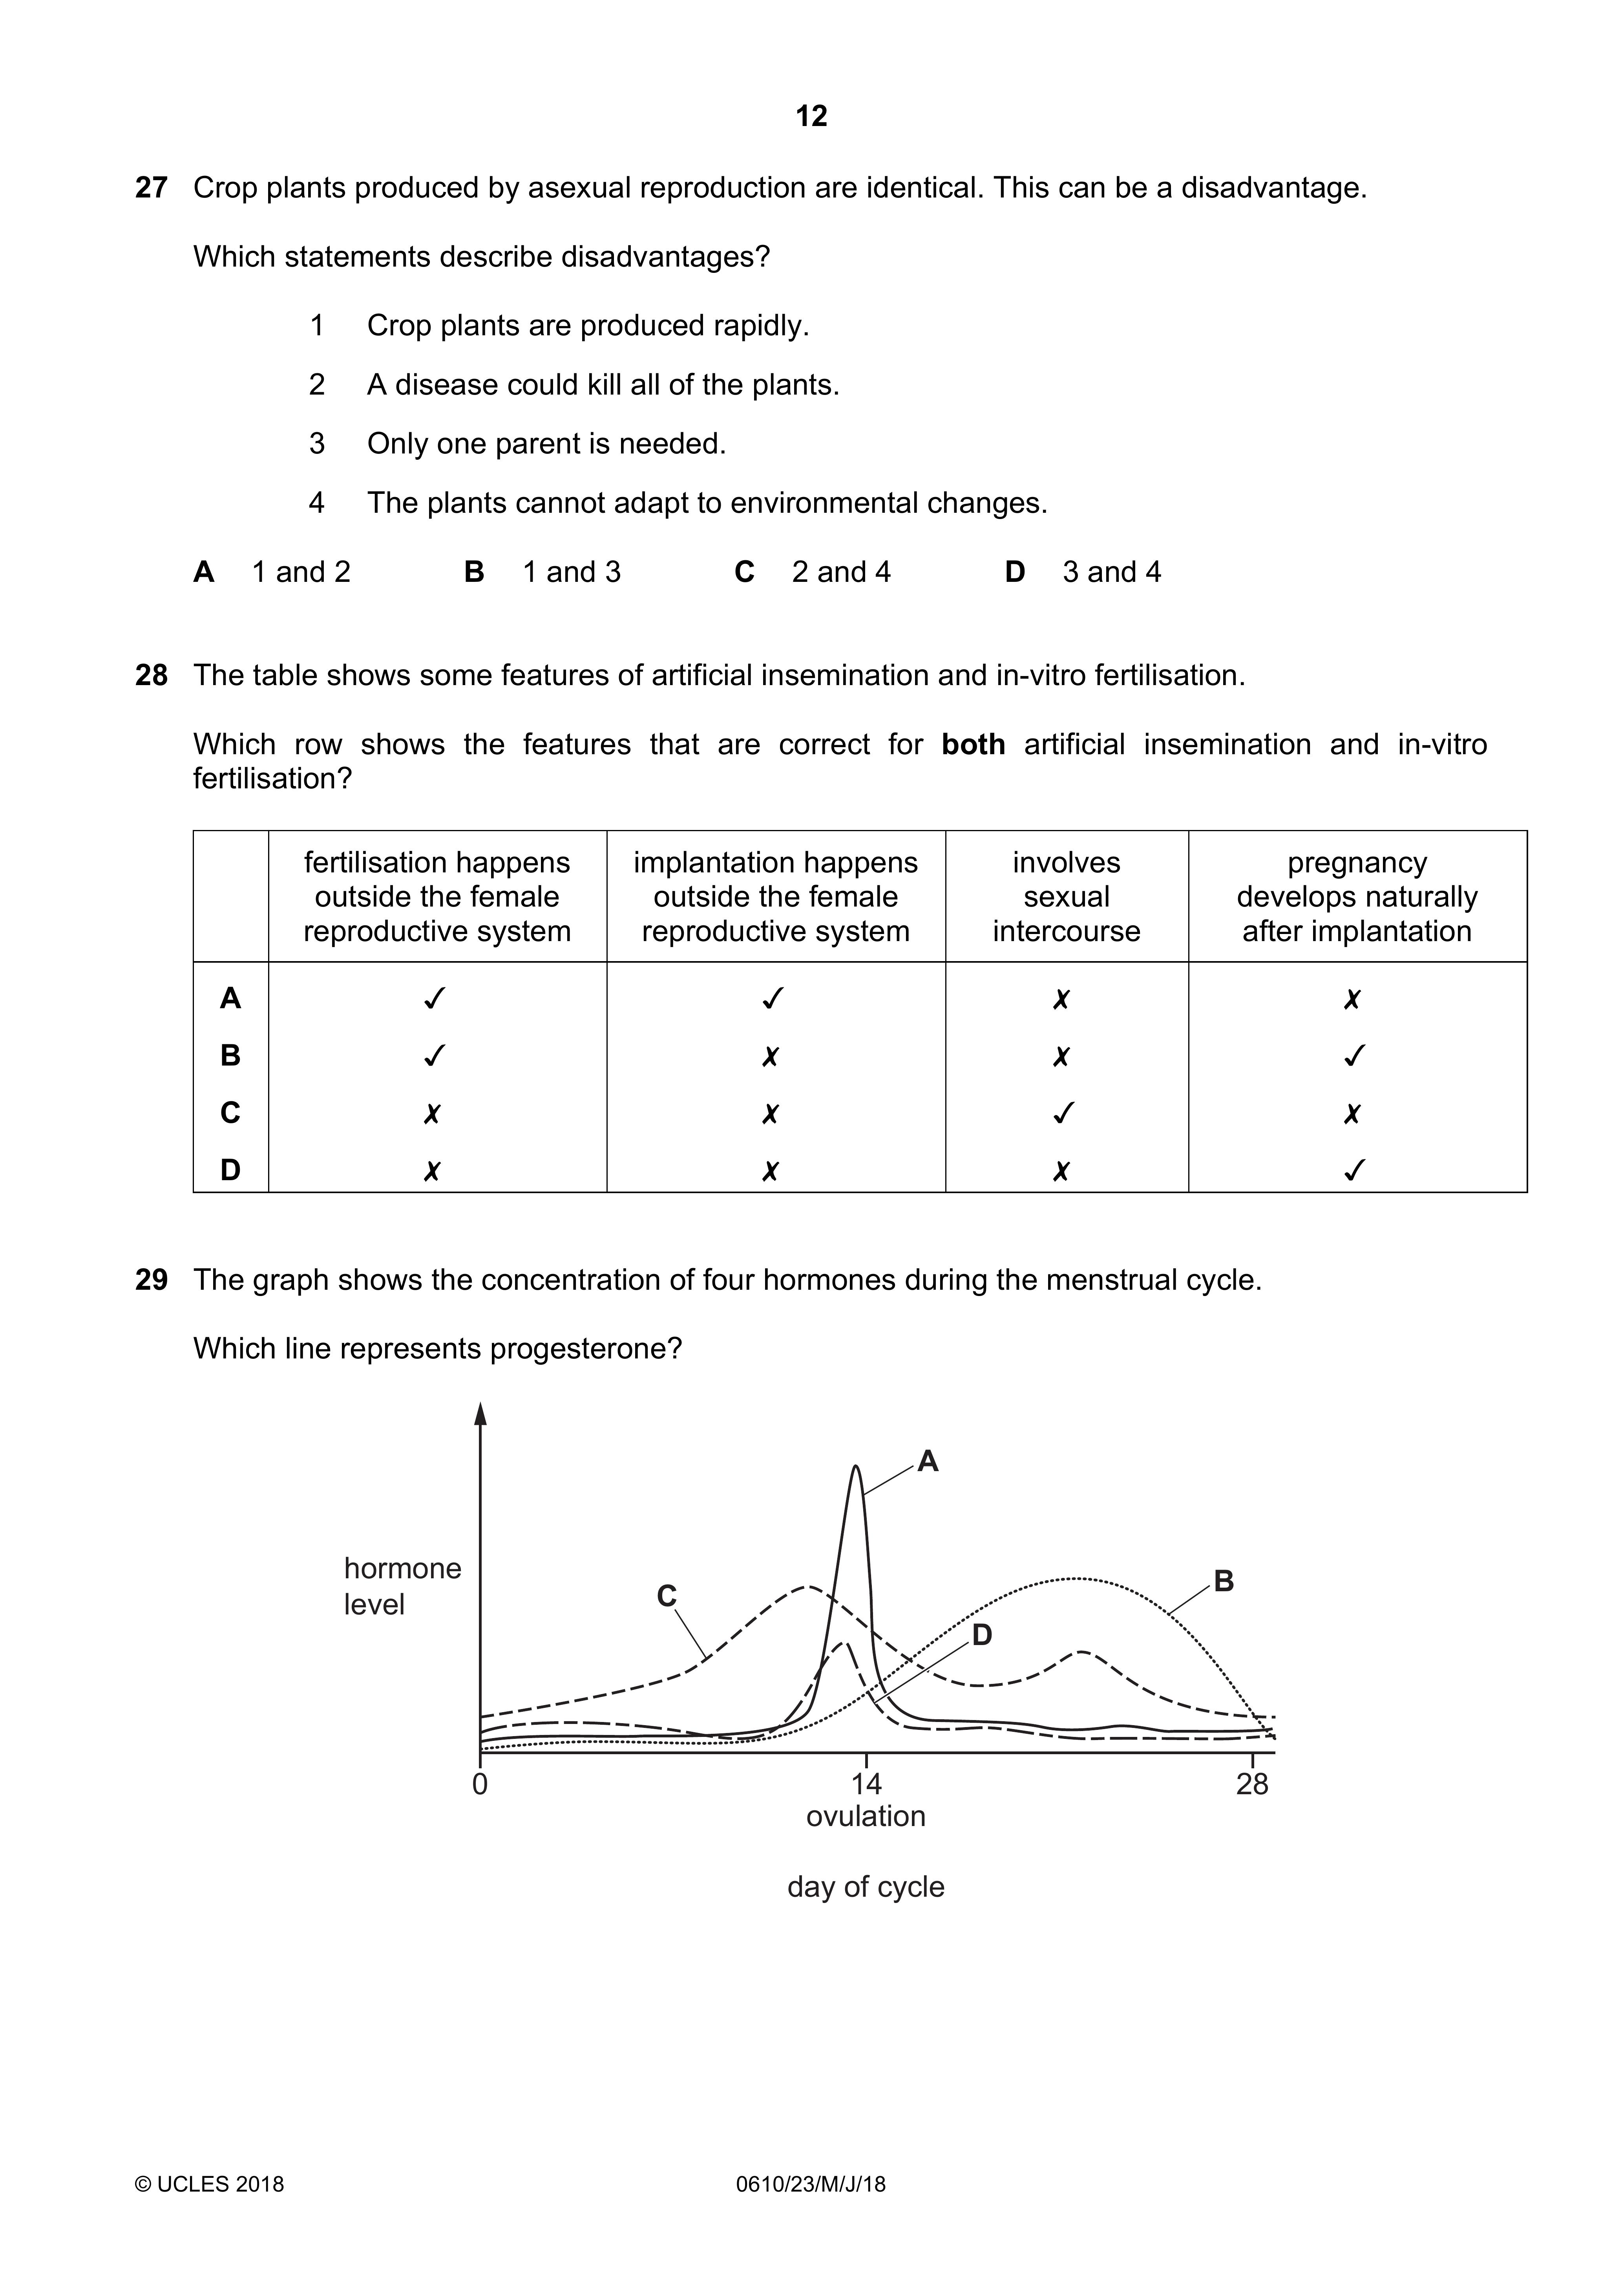 12
27 Crop plants produced by asexual reproduction are identical. This can be a disadvantage.
Which statements describe disadvantages?
1 Crop plants are produced rapidly.
2 A disease could kill all of the plants.
3 Only one parent is needed.
4 The plants cannot adapt to environmental changes.
A 1 and 2 B 1 and 3 C 2 and 4 D 3 and 4
28 The table shows some features of artificial insemination and in-vitro fertilisation.
Which row shows the features that are correct for both artificial insemination and in-vitro
fertilisation?
fertilisation happens outside the female reproductive system
implantation happens outside the female reproductive system
involves sexual intercourse
pregnancy develops naturally after implantation
A ✓ ✓ ✗ ✗
B ✓ ✗ ✗ ✓
C ✗ ✗ ✓ ✗
D ✗ ✗ ✗ ✓
29 The graph shows the concentration of four hormones during the menstrual cycle.
Which line represents progesterone?
A
hormone
level
C
B
D
0 14 28
ovulation
day of cycle
© UCLES 2018 0610/23/M/J/18